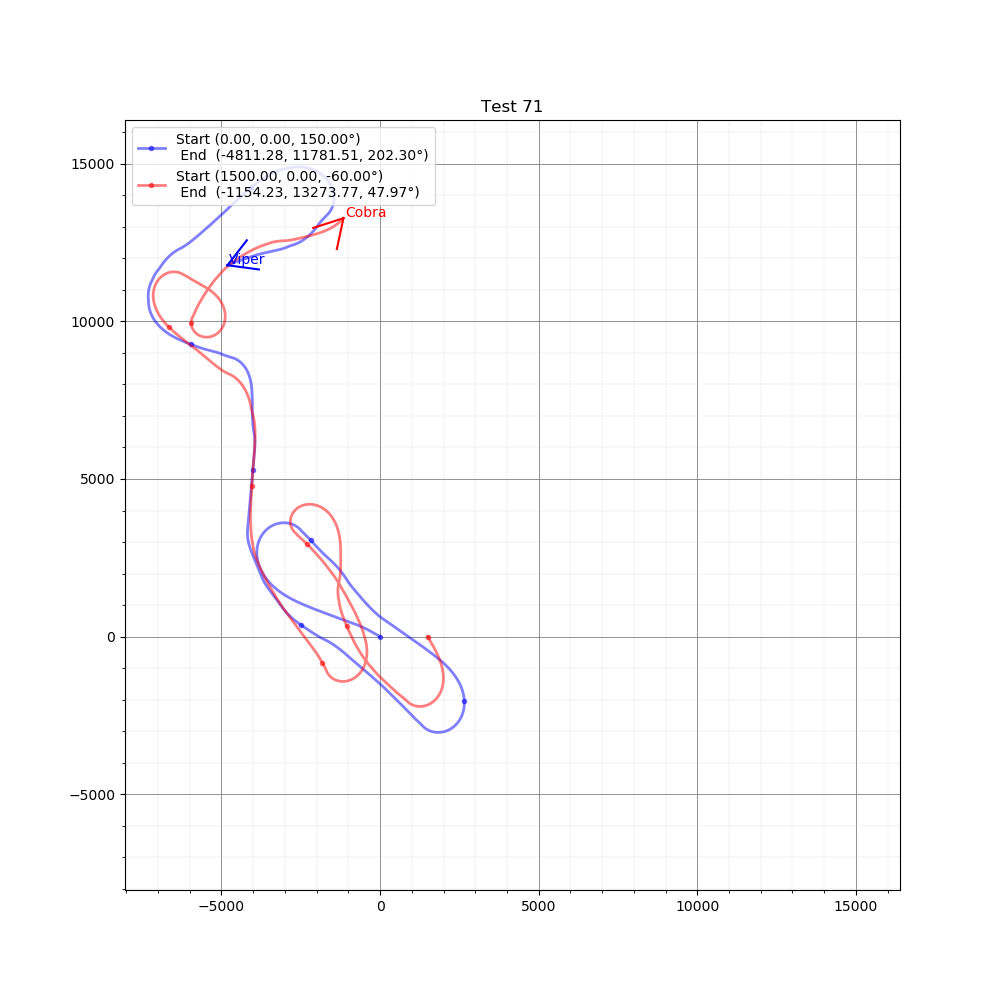 Test 71
Start (0.00, 0.00, 150.00°)
End (-4811.28, 11781.51, 202.30°)
Start (1500.00, 0.00, -60.00°)
End (-1154.23, 13273.77, 47.97°)
Cobra
Viper
15000
10000
5000
0
−5000
−5000
0
5000
10000
15000